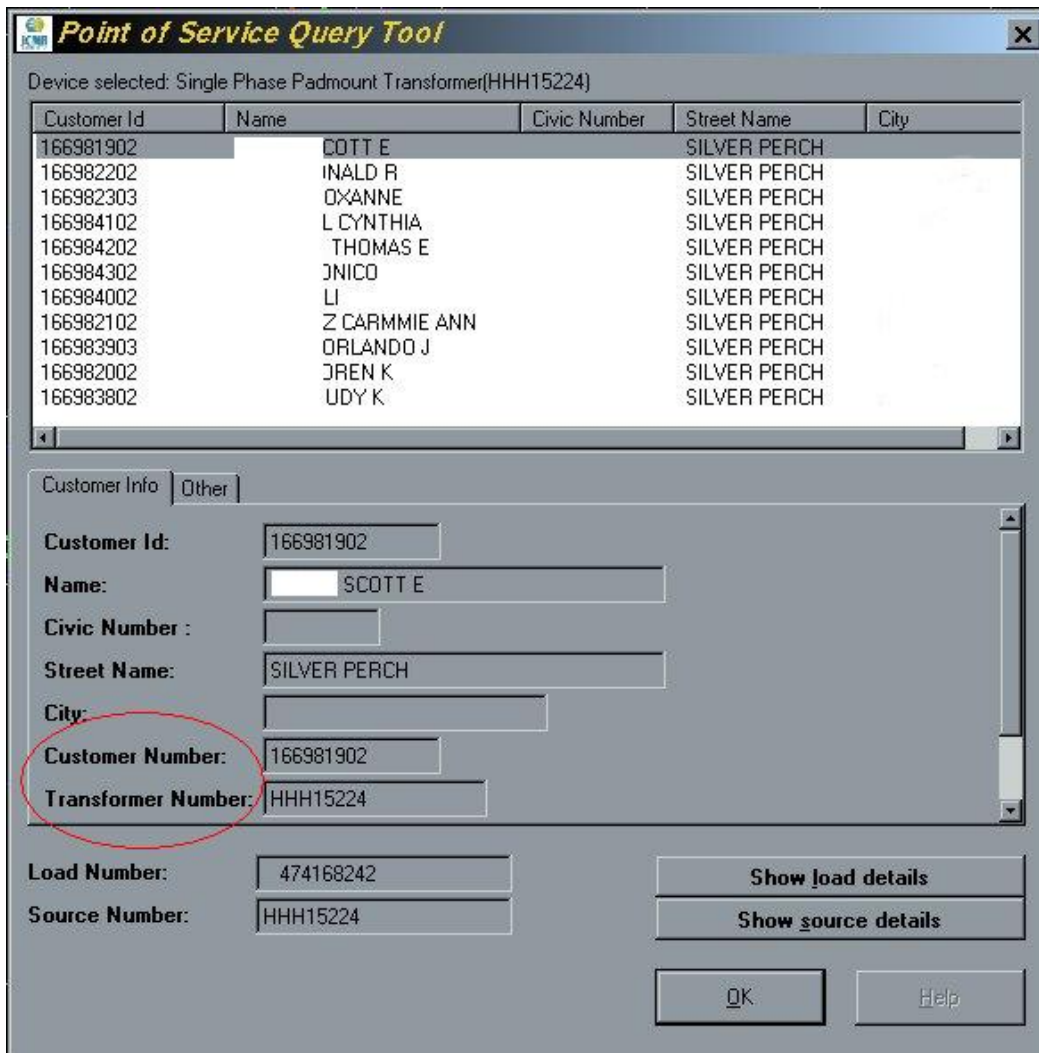 Point of Service Query Tool
Device selected: Single Phase Padmount Transformer(HHH15224)
Customer Id Name Civic Number Street Name City
166981902 COTT E SILVER PERCH
166982202 NALD R SILVER PERCH
166982303 OXANNE SILVER PERCH
166984102 L CYNTHIA SILVER PERCH
166984202 THOMAS E SILVER PERCH
166984302 ONICO SILVER PERCH
166984002 LI SILVER PERCH
166982102 Z CARMMIE ANN SILVER PERCH
166983903 ORLANDO J SILVER PERCH
166982002 OREN K SILVER PERCH
166983802 UDY K SILVER PERCH
Customer Info Other
Customer Id: 166981902
Name: SCOTT E
Civic Number :
Street Name: SILVER PERCH
City:
Customer Number: 166981902
Transformer Number: HHH15224
Load Number: 474168242 Show load details
Source Number: HHH15224 Show source details
OK Help